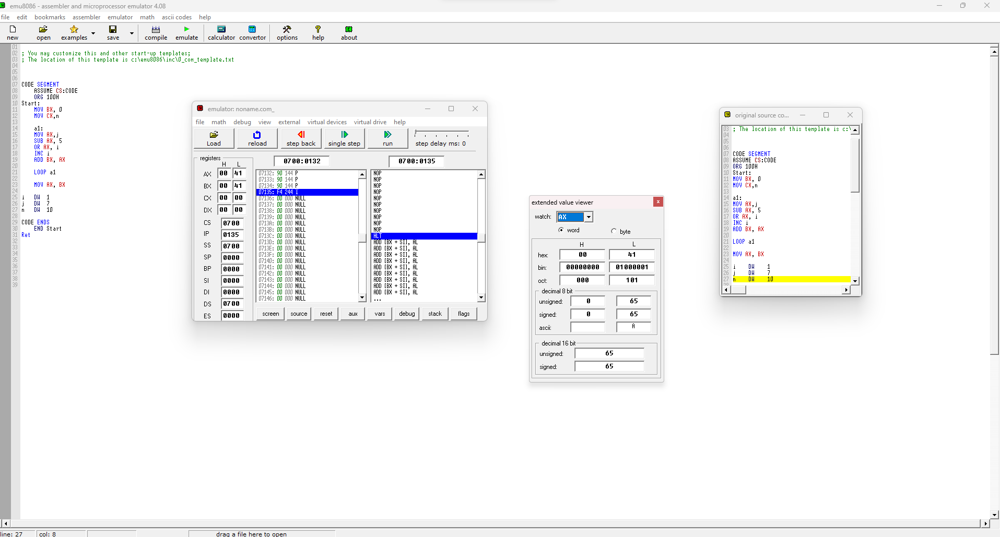 emu8086 - assembler and microprocessor emulator 4.08
file edit bookmarks assembler emulator math ascii codes help
new open examples save compile emulate calculator convertor options help about
01
02 ; You may customize this and other start-up templates;
03 ; The location of this template is c:\emu8086\inc\0_com_template.txt
04
05
06
07 CODE SEGMENT
08 ASSUME CS:CODE
09 ORG 100H
10 Start:
11 MOV BX, 0
12 MOV CX,n
13
14 a1:
15 MOV AX,j
16 SUB AX, 5
17 OR AX, i
18 INC i
19 ADD BX, AX
20
21 LOOP a1
22
23 MOV AX, BX
24
25 i DW 1
26 j DW 7
27 n DW 10
28
29 CODE ENDS
30 END Start
31 Ret
32
33
34
35
36
37
38
39
emulator: noname.com_
file math debug view external virtual devices virtual drive help
Load reload step back single step run step delay ms: 0
registers
H L
AX 00 41
BX 00 41
CX 00 00
DX 00 00
CS 0700
IP 0135
SS 0700
SP 0000
BP 0000
SI 0000
DI 0000
DS 0700
ES 0000
0700:0132
07132: 90 144 P
07133: 90 144 P
07134: 90 144 P
07135: F4 244
07136: 00 000 NULL
07137: 00 000 NULL
07138: 00 000 NULL
07139: 00 000 NULL
0713A: 00 000 NULL
0713B: 00 000 NULL
0713C: 00 000 NULL
0713D: 00 000 NULL
0713E: 00 000 NULL
0713F: 00 000 NULL
07140: 00 000 NULL
07141: 00 000 NULL
07142: 00 000 NULL
07143: 00 000 NULL
07144: 00 000 NULL
07145: 00 000 NULL
07146: 00 000 NULL
0700:0135
NOP
NOP
NOP
NOP
NOP
NOP
NOP
NOP
NOP
NOP
HLT
ADD [BX + SI], AL
ADD [BX + SI], AL
ADD [BX + SI], AL
ADD [BX + SI], AL
ADD [BX + SI], AL
ADD [BX + SI], AL
ADD [BX + SI], AL
ADD [BX + SI], AL
ADD [BX + SI], AL
...
screen source reset aux vars debug stack flags
extended value viewer x
watch: AX
word byte
H L
hex: 00 41
bin: 00000000 01000001
oct: 000 101
decimal 8 bit
unsigned: 0 65
signed: 0 65
ascii: A
decimal 16 bit
unsigned: 65
signed: 65
original source co...
03 ; The location of this template is c:\
04
05
06
07 CODE SEGMENT
08 ASSUME CS:CODE
09 ORG 100H
10 Start:
11 MOV BX, 0
12 MOV CX,n
13
14 a1:
15 MOV AX,j
16 SUB AX, 5
17 OR AX, i
18 INC i
19 ADD BX, AX
20
21 LOOP a1
22
23 MOV AX, BX
24
25 i DW 1
26 j DW 7
27 n DW 10
28
line: 27 col: 8 drag a file here to open